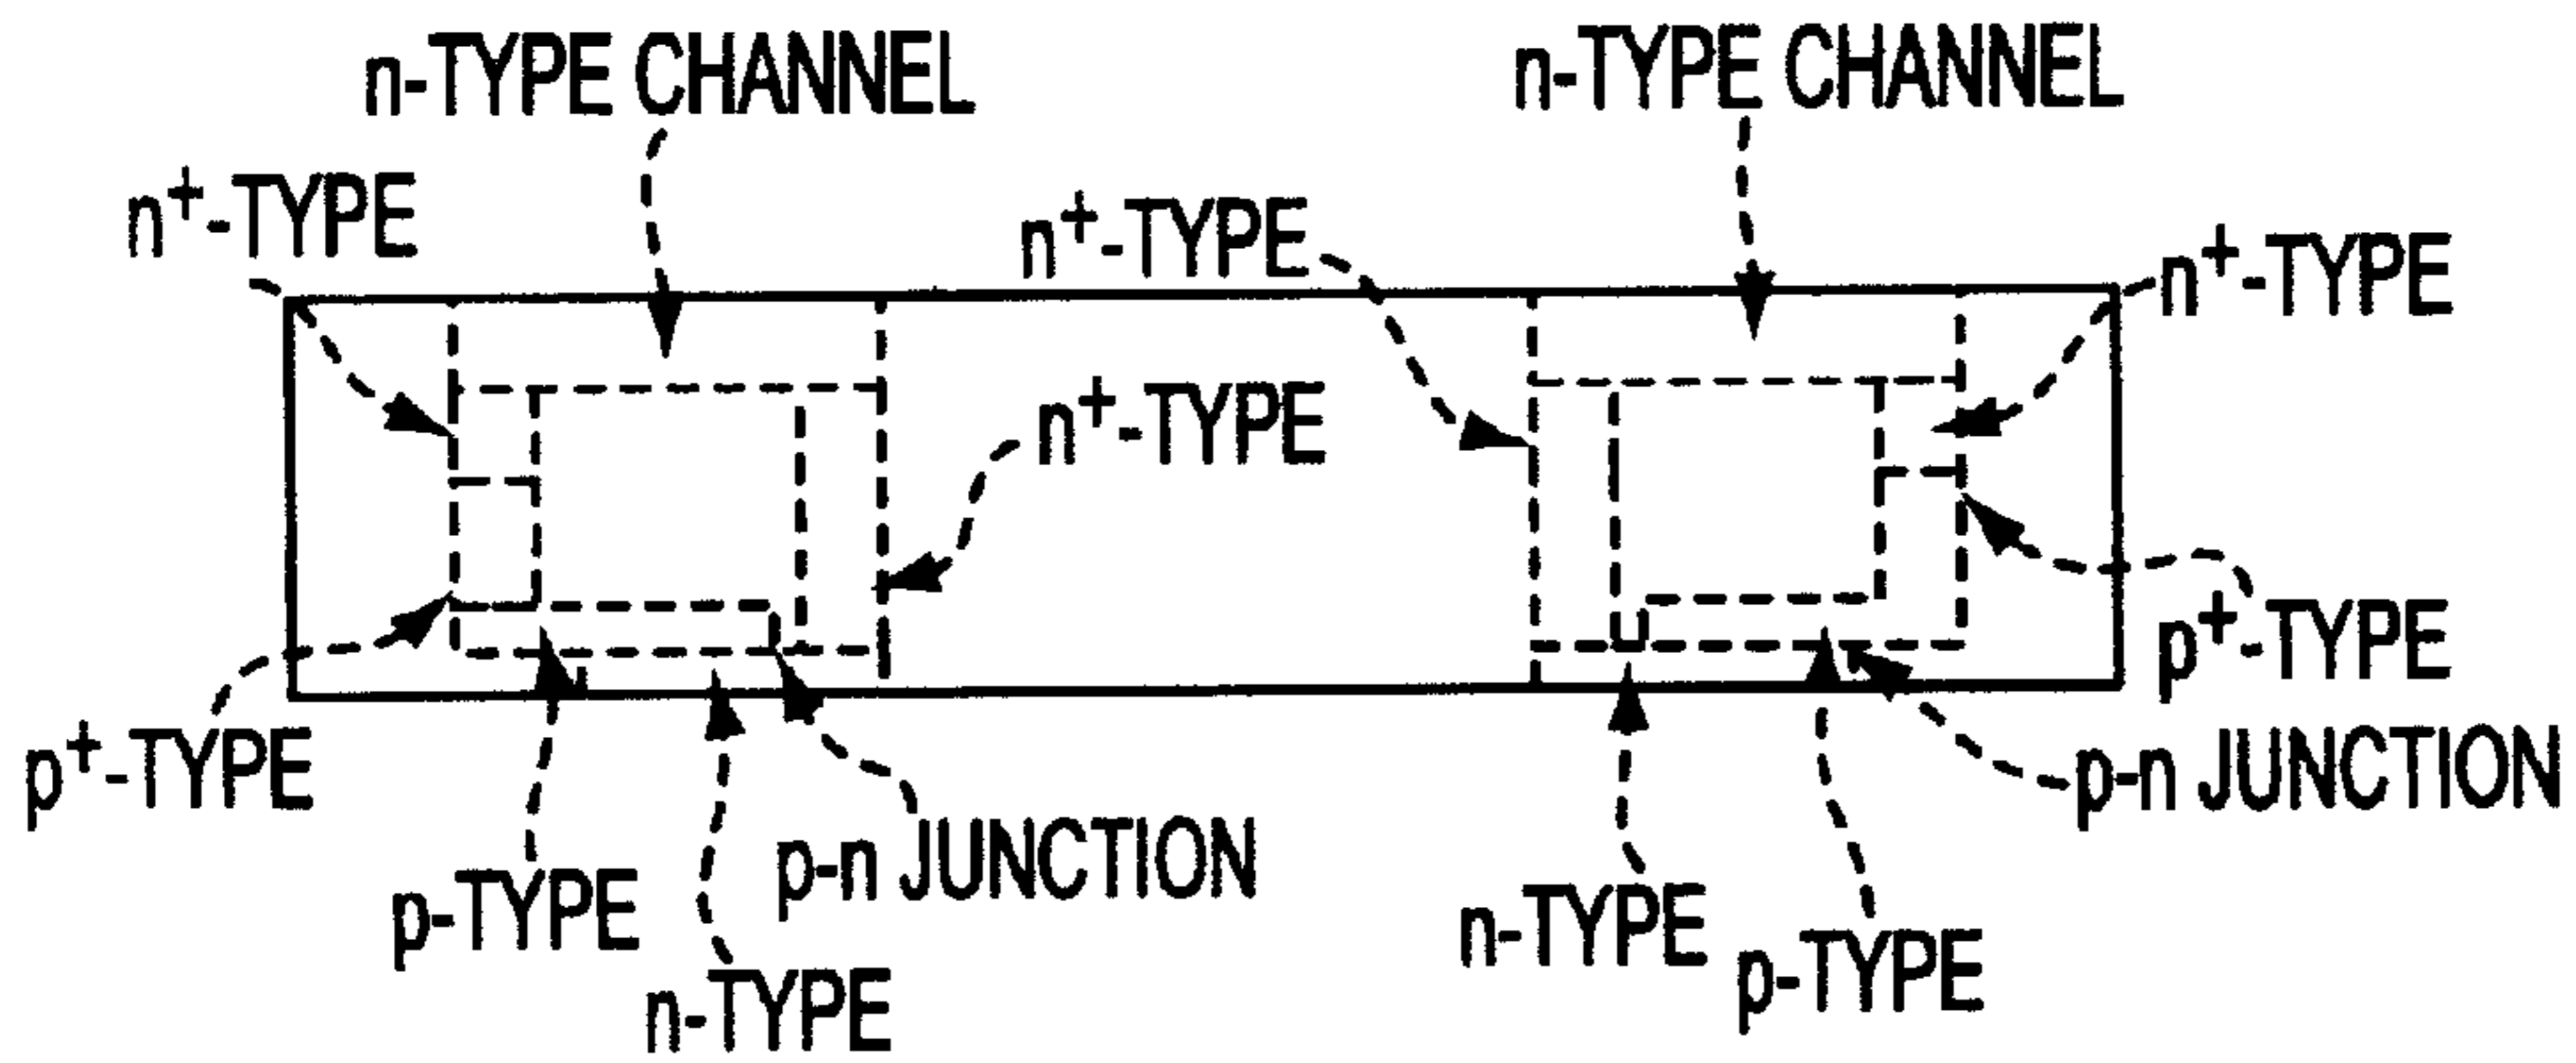 n-TYPE CHANNEL
n-TYPE CHANNEL
n⁺-TYPE
n⁺-TYPE
n⁺-TYPE
n⁺-TYPE
p⁺-TYPE
p⁺-TYPE
p-n JUNCTION
p-n JUNCTION
p-TYPE
n-TYPE
p-TYPE
n-TYPE